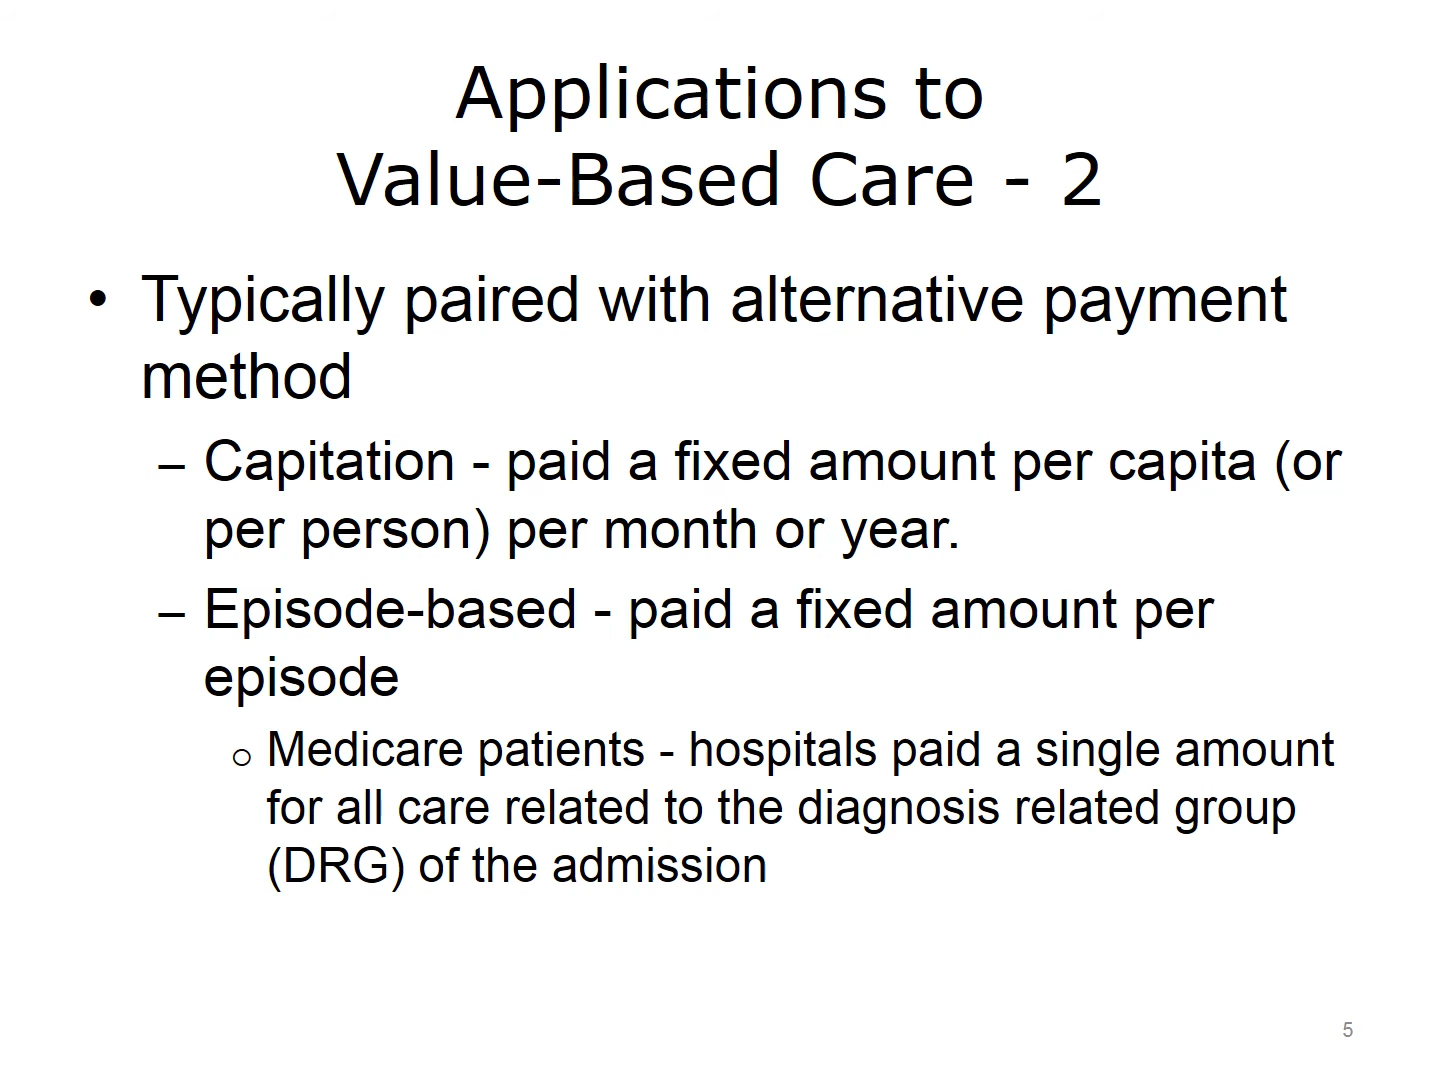 Applications to
Value-Based Care - 2
• Typically paired with alternative payment
method
– Capitation - paid a fixed amount per capita (or
per person) per month or year.
– Episode-based - paid a fixed amount per
episode
o Medicare patients - hospitals paid a single amount
for all care related to the diagnosis related group
(DRG) of the admission
5